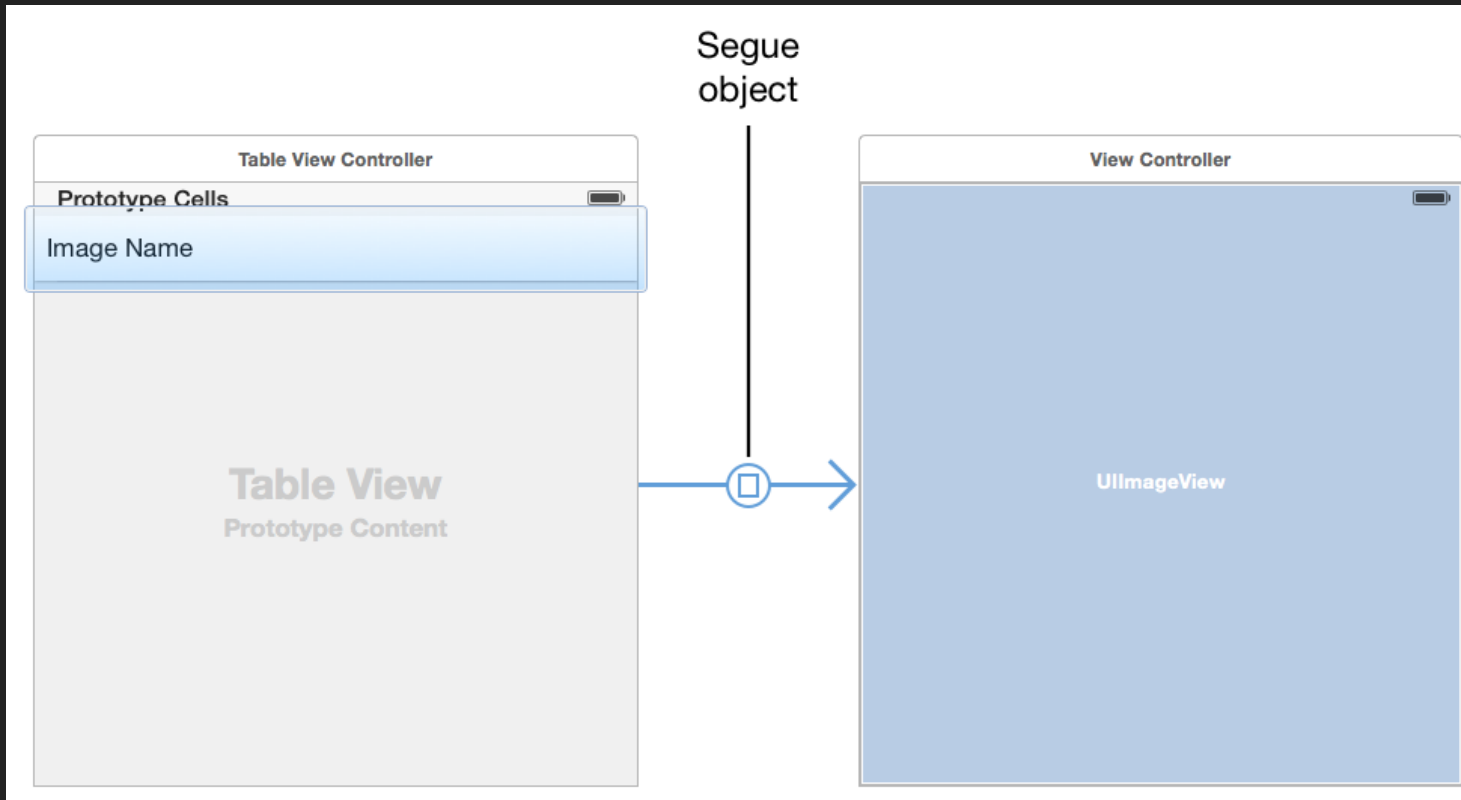 Segue
object
Table View Controller
View Controller
Prototype Cells
Image Name
Table View
Prototype Content
UIImageView